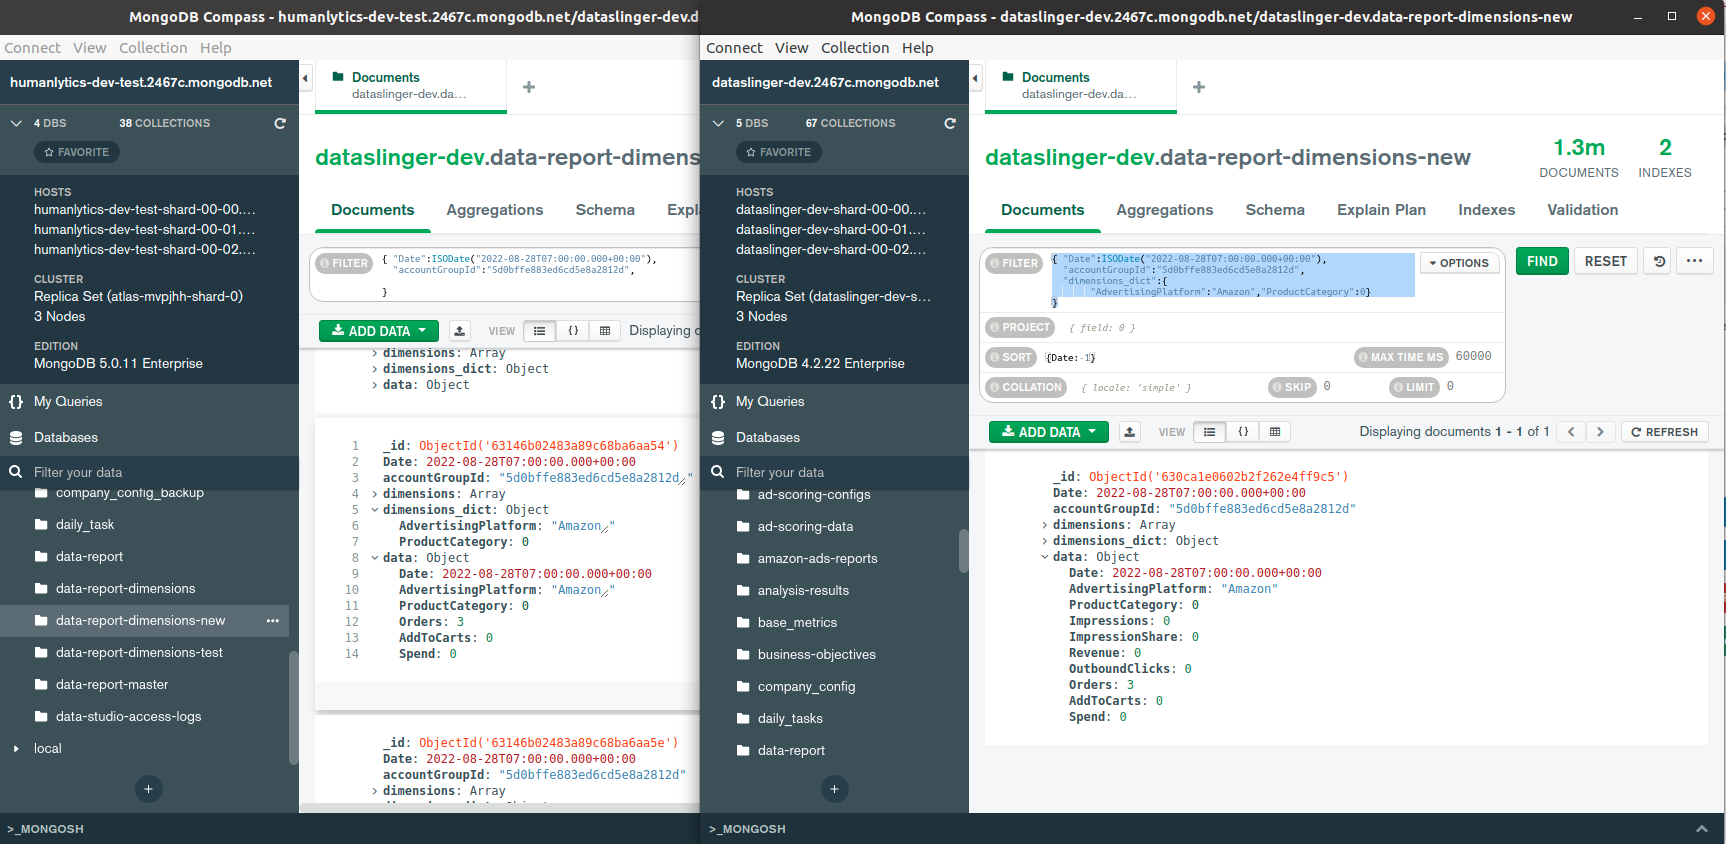 MongoDB Compass - humanlytics-dev-test.2467c.mongodb.net/dataslinger-dev.d
Connect View Collection Help
humanlytics-dev-test.2467c.mongodb.net
4 DBS 38 COLLECTIONS
FAVORITE
HOSTS
humanlytics-dev-test-shard-00-00....
humanlytics-dev-test-shard-00-01....
humanlytics-dev-test-shard-00-02....
CLUSTER
Replica Set (atlas-mvpjhh-shard-0)
3 Nodes
EDITION
MongoDB 5.0.11 Enterprise
{} My Queries
Databases
Filter your data
company_config_backup
daily_task
data-report
data-report-dimensions
data-report-dimensions-new ...
data-report-dimensions-test
data-report-master
data-studio-access-logs
local
+
>_MONGOSH
Documents
dataslinger-dev.da...
+
dataslinger-dev.data-report-dimens
Documents Aggregations Schema Expl
FILTER { "Date":ISODate("2022-08-28T07:00:00.000+00:00"),
"accountGroupId":"5d0bffe883ed6cd5e8a2812d",
}
ADD DATA VIEW {} Displaying
dimensions: Array
dimensions_dict: Object
data: Object
1 _id: ObjectId('63146b02483a89c68ba6aa54')
2 Date: 2022-08-28T07:00:00.000+00:00
3 accountGroupId: "5d0bffe883ed6cd5e8a2812d"
4 dimensions: Array
5 dimensions_dict: Object
6 AdvertisingPlatform: "Amazon"
7 ProductCategory: 0
8 data: Object
9 Date: 2022-08-28T07:00:00.000+00:00
10 AdvertisingPlatform: "Amazon"
11 ProductCategory: 0
12 Orders: 3
13 AddToCarts: 0
14 Spend: 0
_id: ObjectId('63146b02483a89c68ba6aa5e')
Date: 2022-08-28T07:00:00.000+00:00
accountGroupId: "5d0bffe883ed6cd5e8a2812d"
dimensions: Array
MongoDB Compass - dataslinger-dev.2467c.mongodb.net/dataslinger-dev.data-report-dimensions-new
Connect View Collection Help
dataslinger-dev.2467c.mongodb.net
5 DBS 67 COLLECTIONS
FAVORITE
HOSTS
dataslinger-dev-shard-00-00....
dataslinger-dev-shard-00-01....
dataslinger-dev-shard-00-02....
CLUSTER
Replica Set (dataslinger-dev-s...
3 Nodes
EDITION
MongoDB 4.2.22 Enterprise
{} My Queries
Databases
Filter your data
ad-scoring-configs
ad-scoring-data
amazon-ads-reports
analysis-results
base_metrics
business-objectives
company_config
daily_tasks
data-report
+
>_MONGOSH
Documents
dataslinger-dev.da...
+
dataslinger-dev.data-report-dimensions-new
1.3m DOCUMENTS
2 INDEXES
Documents Aggregations Schema Explain Plan Indexes Validation
FILTER { "Date":ISODate("2022-08-28T07:00:00.000+00:00"),
"accountGroupId":"5d0bffe883ed6cd5e8a2812d",
"dimensions_dict":{
"AdvertisingPlatform":"Amazon","ProductCategory":0}
}
OPTIONS FIND RESET ...
PROJECT { field: 0 }
SORT {Date:-1} MAX TIME MS 60000
COLLATION { locale: 'simple' } SKIP 0 LIMIT 0
ADD DATA VIEW {} Displaying documents 1 - 1 of 1 < > REFRESH
_id: ObjectId('630ca1e0602b2f262e4ff9c5')
Date: 2022-08-28T07:00:00.000+00:00
accountGroupId: "5d0bffe883ed6cd5e8a2812d"
dimensions: Array
dimensions_dict: Object
data: Object
Date: 2022-08-28T07:00:00.000+00:00
AdvertisingPlatform: "Amazon"
ProductCategory: 0
Impressions: 0
ImpressionShare: 0
Revenue: 0
OutboundClicks: 0
Orders: 3
AddToCarts: 0
Spend: 0